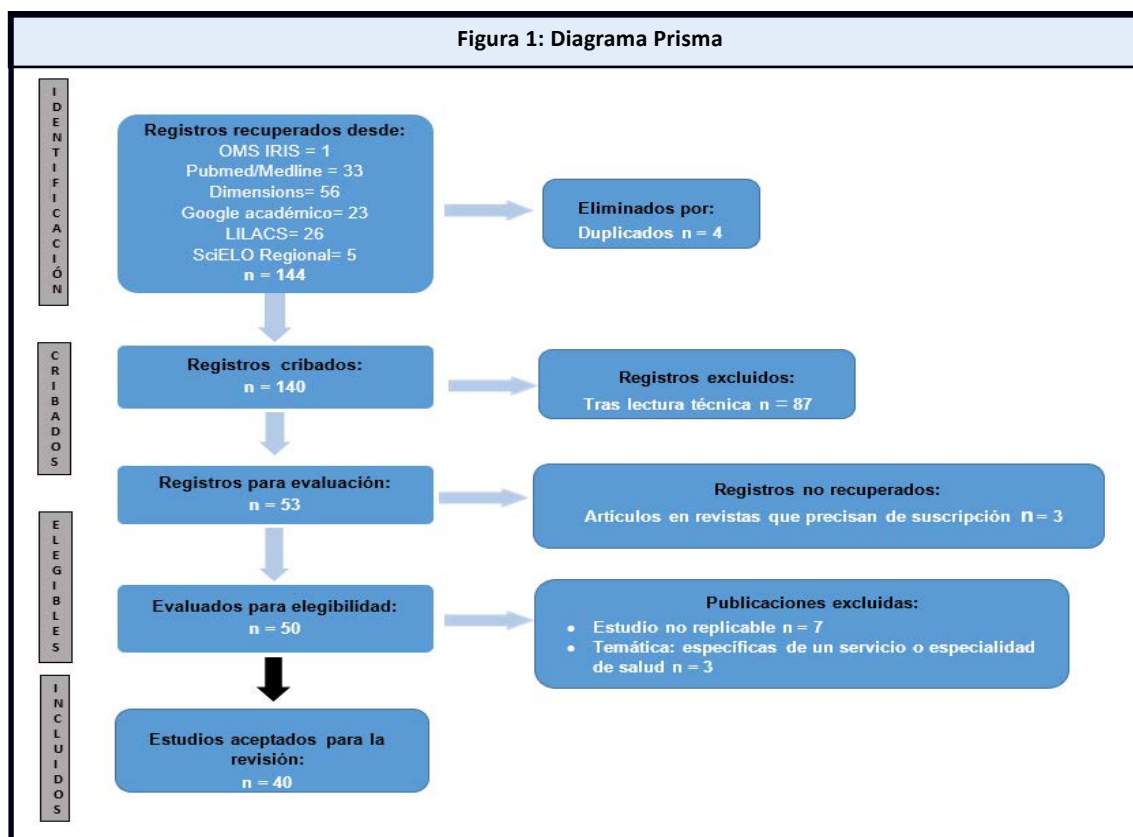 Figura 1: Diagrama Prisma
IDENTIFICACIÓN
Registros recuperados desde:
OMS IRIS = 1
Pubmed/Medline = 33
Dimensions= 56
Google académico= 23
LILACS= 26
SciELO Regional= 5
n = 144
Eliminados por:
Duplicados n = 4
CRIBADOS
Registros cribados:
n = 140
Registros excluidos:
Tras lectura técnica n = 87
Registros para evaluación:
n = 53
Registros no recuperados:
Artículos en revistas que precisan de suscripción n = 3
ELEGIBLES
Evaluados para elegibilidad:
n = 50
Publicaciones excluidas:
• Estudio no replicable n = 7
• Temática: específicas de un servicio o especialidad
de salud n = 3
INCLUIDOS
Estudios aceptados para la
revisión:
n = 40